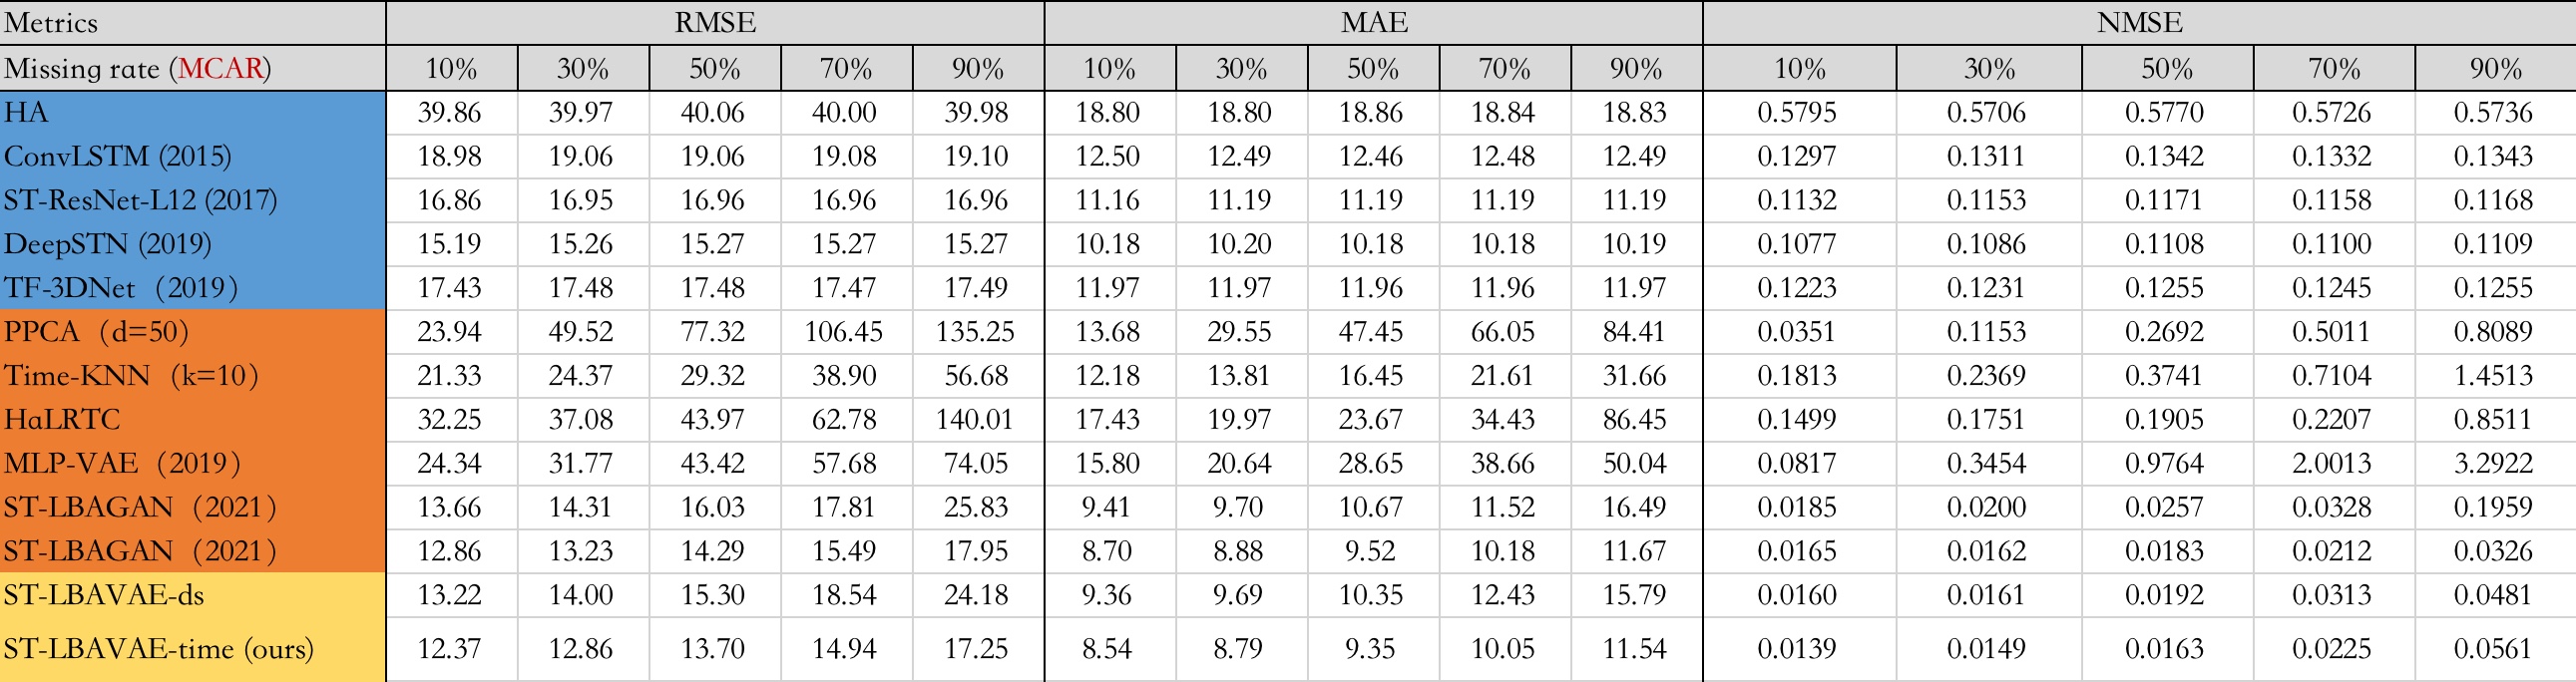 Metrics RMSE MAE NMSE
Missing rate (MCAR) 10% 30% 50% 70% 90% 10% 30% 50% 70% 90% 10% 30% 50% 70% 90%
HA 39.86 39.97 40.06 40.00 39.98 18.80 18.80 18.86 18.84 18.83 0.5795 0.5706 0.5770 0.5726 0.5736
ConvLSTM (2015) 18.98 19.06 19.06 19.08 19.10 12.50 12.49 12.46 12.48 12.49 0.1297 0.1311 0.1342 0.1332 0.1343
ST-ResNet-L12 (2017) 16.86 16.95 16.96 16.96 16.96 11.16 11.19 11.19 11.19 11.19 0.1132 0.1153 0.1171 0.1158 0.1168
DeepSTN (2019) 15.19 15.26 15.27 15.27 15.27 10.18 10.20 10.18 10.18 10.19 0.1077 0.1086 0.1108 0.1100 0.1109
TF-3DNet（2019） 17.43 17.48 17.48 17.47 17.49 11.97 11.97 11.96 11.96 11.97 0.1223 0.1231 0.1255 0.1245 0.1255
PPCA（d=50） 23.94 49.52 77.32 106.45 135.25 13.68 29.55 47.45 66.05 84.41 0.0351 0.1153 0.2692 0.5011 0.8089
Time-KNN（k=10） 21.33 24.37 29.32 38.90 56.68 12.18 13.81 16.45 21.61 31.66 0.1813 0.2369 0.3741 0.7104 1.4513
HaLRTC 32.25 37.08 43.97 62.78 140.01 17.43 19.97 23.67 34.43 86.45 0.1499 0.1751 0.1905 0.2207 0.8511
MLP-VAE（2019） 24.34 31.77 43.42 57.68 74.05 15.80 20.64 28.65 38.66 50.04 0.0817 0.3454 0.9764 2.0013 3.2922
ST-LBAGAN（2021） 13.66 14.31 16.03 17.81 25.83 9.41 9.70 10.67 11.52 16.49 0.0185 0.0200 0.0257 0.0328 0.1959
ST-LBAGAN（2021） 12.86 13.23 14.29 15.49 17.95 8.70 8.88 9.52 10.18 11.67 0.0165 0.0162 0.0183 0.0212 0.0326
ST-LBAVAE-ds 13.22 14.00 15.30 18.54 24.18 9.36 9.69 10.35 12.43 15.79 0.0160 0.0161 0.0192 0.0313 0.0481
ST-LBAVAE-time (ours) 12.37 12.86 13.70 14.94 17.25 8.54 8.79 9.35 10.05 11.54 0.0139 0.0149 0.0163 0.0225 0.0561